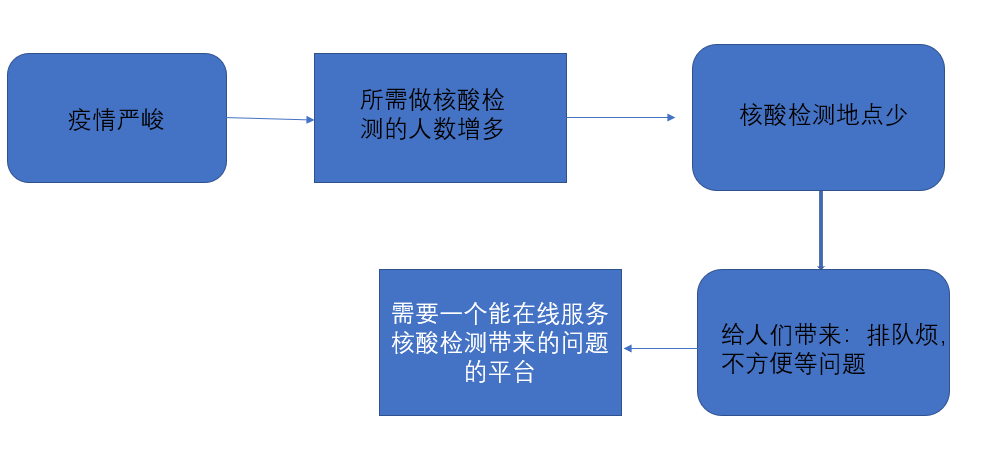 疫情严峻
所需做核酸检
测的人数增多
核酸检测地点少
给人们带来：排队烦,
不方便等问题
需要一个能在线服务
核酸检测带来的问题
的平台